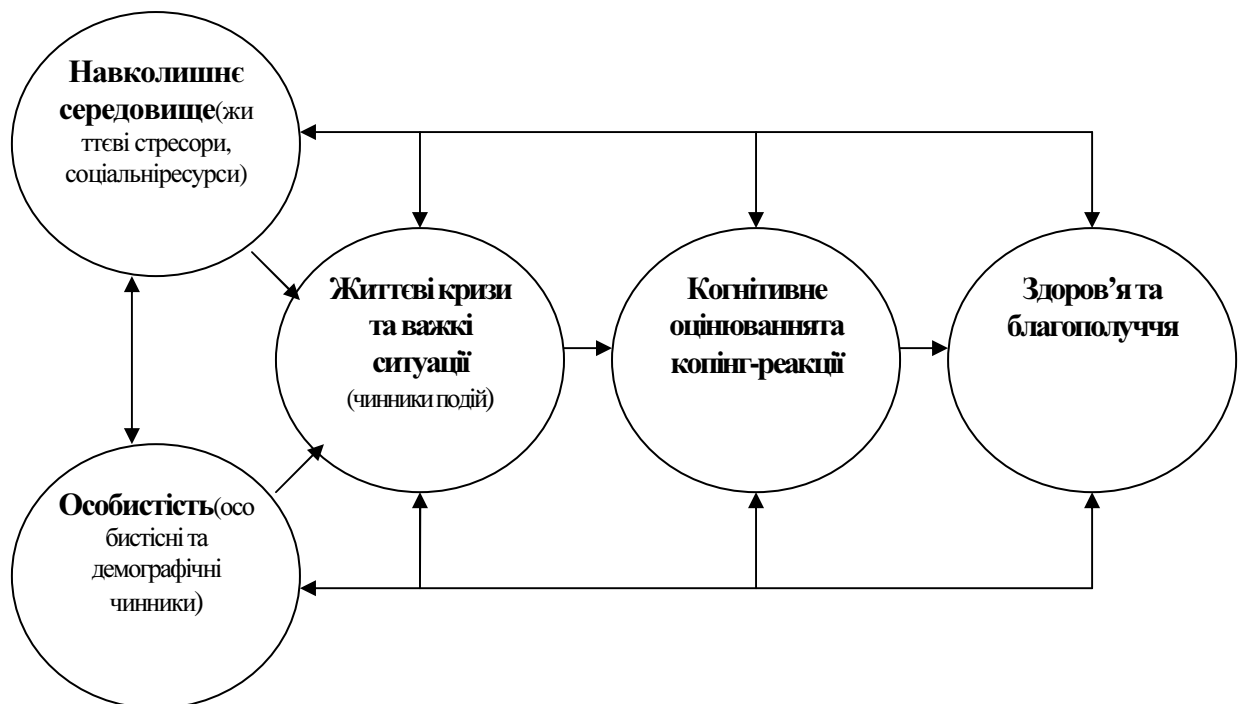 Навколишнє
середовище(жи
ттєві стресори,
соціальніресурси)
Життєві кризи
та важкі
ситуації
(чинники подій)
Когнітивне
оцінюваннята
копінг-реакції
Здоров’я та
благополуччя
Особистість(осо
бистісні та
демографічні
чинники)